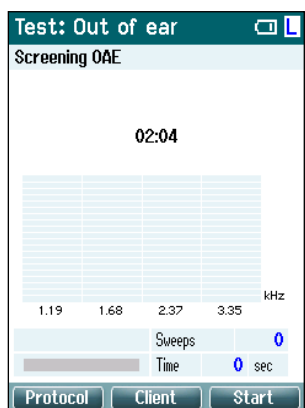 Test: Out of ear L
Screening OAE
02:04
kHz
1.19 1.68 2.37 3.35
Sweeps 0
Time 0 sec
Protocol Client Start